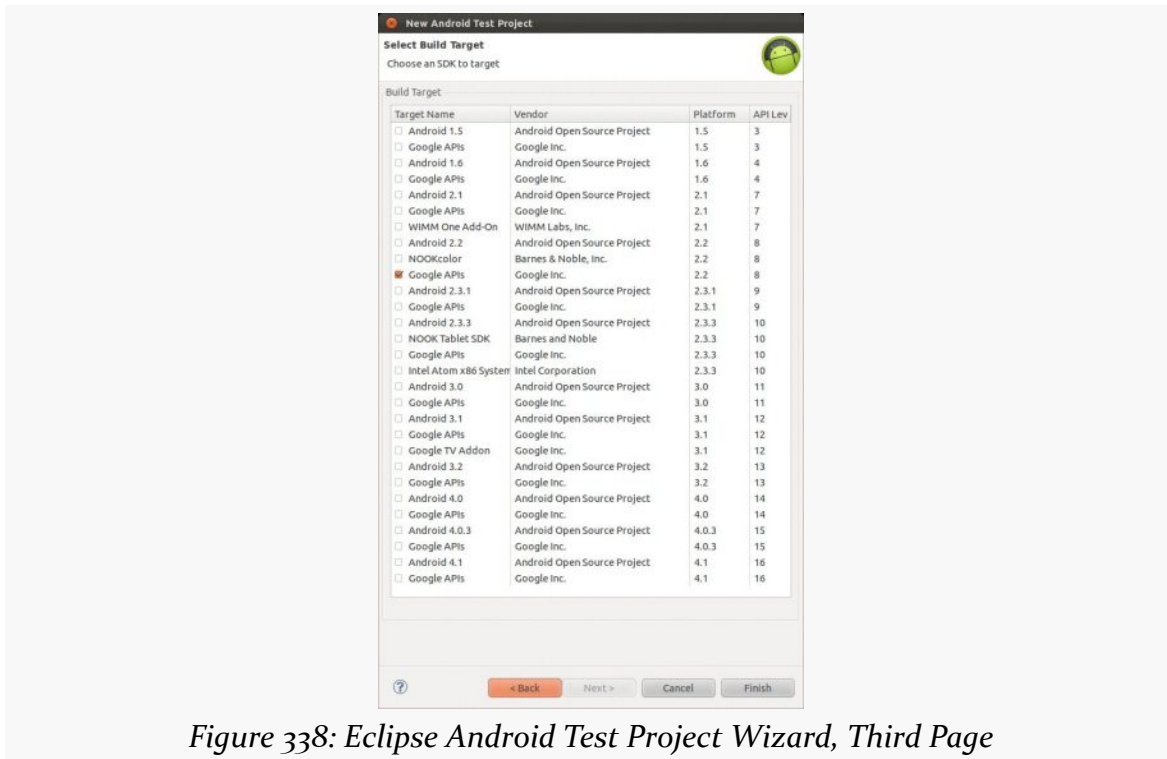 New Android Test Project
Select Build Target
Choose an SDK to target
Build Target
Target Name Vendor Platform API Lev
Android 1.5 Android Open Source Project 1.5 3
Google APIs Google Inc. 1.5 3
Android 1.6 Android Open Source Project 1.6 4
Google APIs Google Inc. 1.6 4
Android 2.1 Android Open Source Project 2.1 7
Google APIs Google Inc. 2.1 7
WIMM One Add-On WIMM Labs, Inc. 2.1 7
Android 2.2 Android Open Source Project 2.2 8
NOOKcolor Barnes & Noble, Inc. 2.2 8
Google APIs Google Inc. 2.2 8
Android 2.3.1 Android Open Source Project 2.3.1 9
Google APIs Google Inc. 2.3.1 9
Android 2.3.3 Android Open Source Project 2.3.3 10
NOOK Tablet SDK Barnes and Noble 2.3.3 10
Google APIs Google Inc. 2.3.3 10
Intel Atom x86 System Intel Corporation 2.3.3 10
Android 3.0 Android Open Source Project 3.0 11
Google APIs Google Inc. 3.0 11
Android 3.1 Android Open Source Project 3.1 12
Google APIs Google Inc. 3.1 12
Google TV Addon Google Inc. 3.1 12
Android 3.2 Android Open Source Project 3.2 13
Google APIs Google Inc. 3.2 13
Android 4.0 Android Open Source Project 4.0 14
Google APIs Google Inc. 4.0 14
Android 4.0.3 Android Open Source Project 4.0.3 15
Google APIs Google Inc. 4.0.3 15
Android 4.1 Android Open Source Project 4.1 16
Google APIs Google Inc. 4.1 16
? < Back Next > Cancel Finish
Figure 338: Eclipse Android Test Project Wizard, Third Page